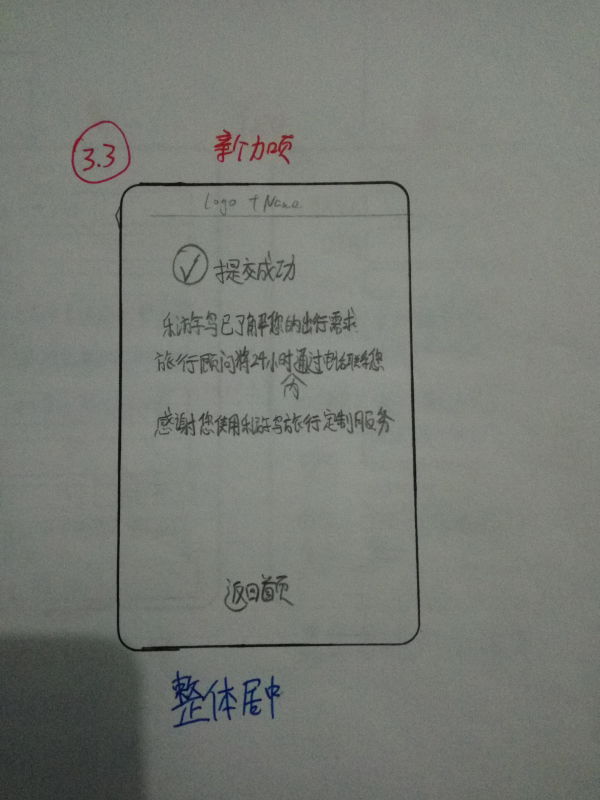 3.3
新加项
Logo + Name
提交成功
乐游鸟已了解您的出行需求
旅行顾问将24小时内通过电话联系您
感谢您使用乐游鸟旅行定制服务
返回首页
整体居中